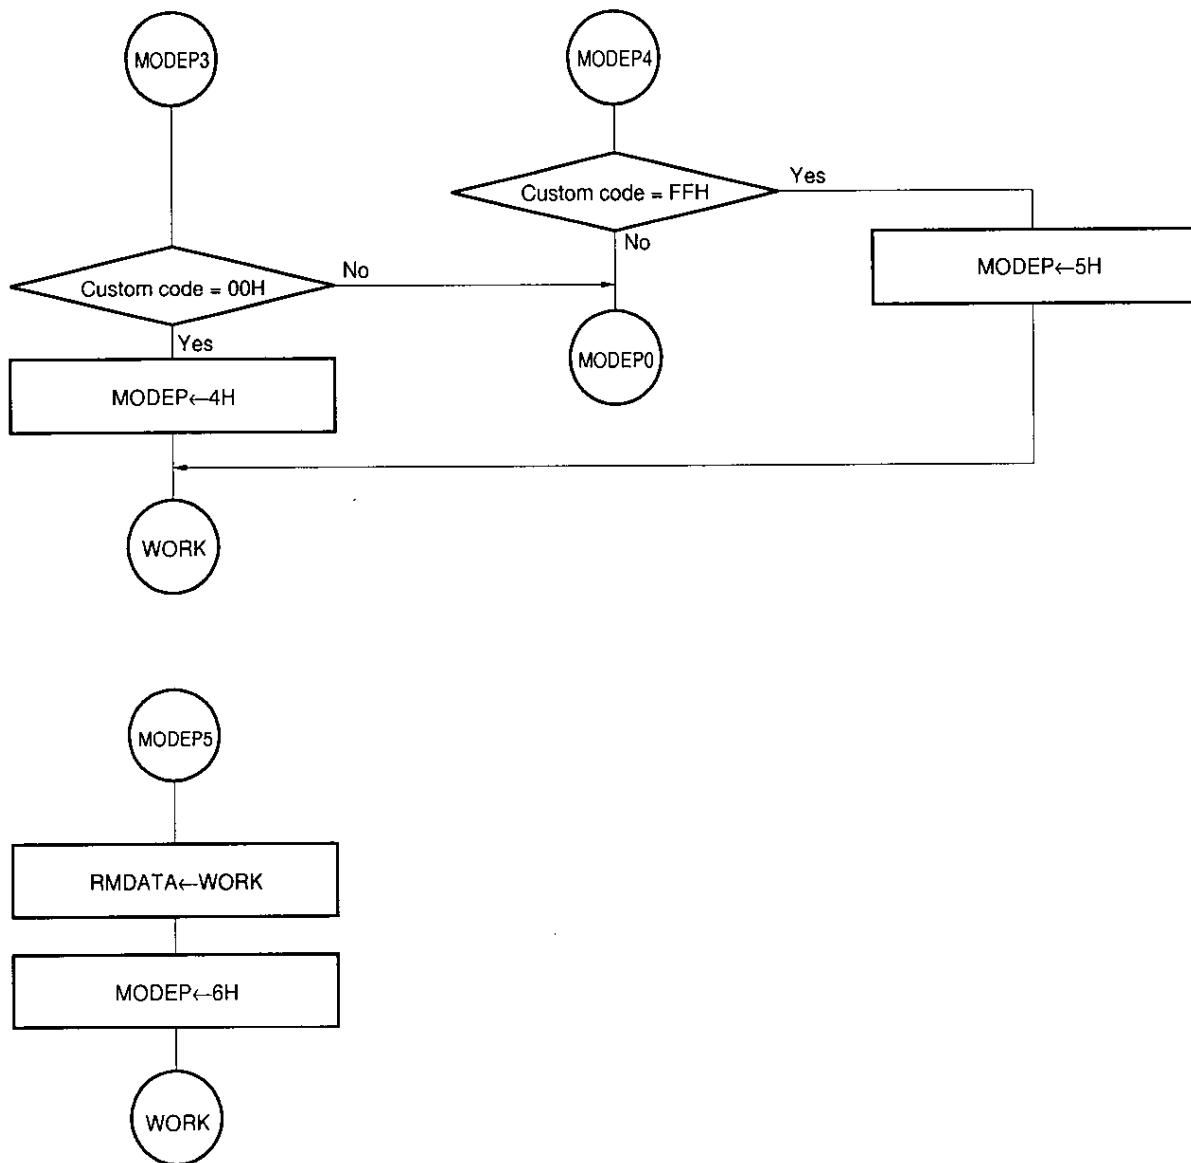 MODEP3
MODEP4
Custom code = FFH
Yes
No
MODEP←5H
Custom code = 00H
No
Yes
MODEP←4H
MODEP0
WORK
MODEP5
RMDATA←WORK
MODEP←6H
WORK